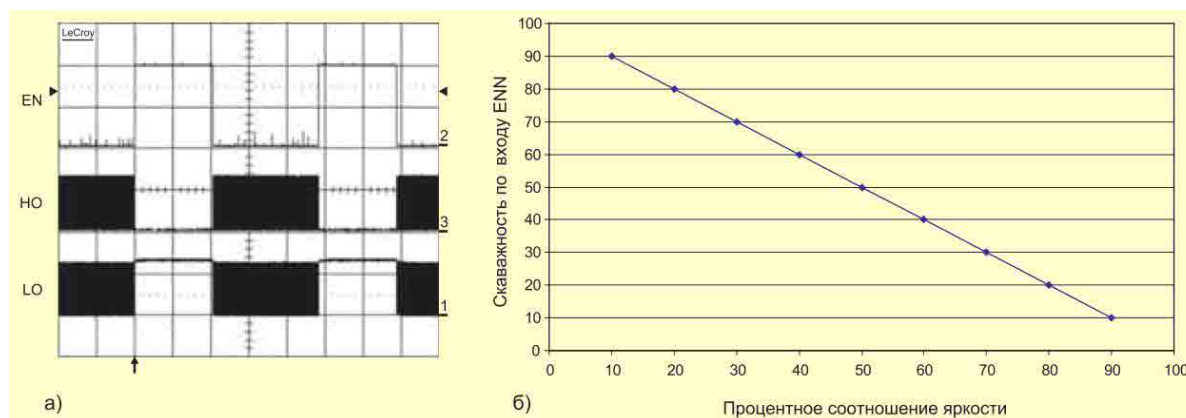 LeCroy
EN
2
HO
3
LO
1
а)
100
90
80
70
60
50
40
30
20
10
0
Скаважность по входу ENN
0 10 20 30 40 50 60 70 80 90 100
Процентное соотношение яркости
б)